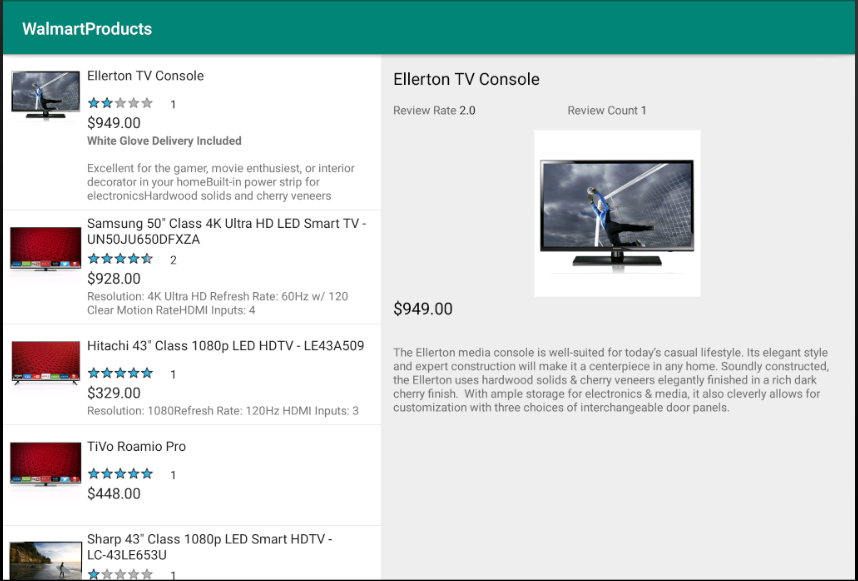 WalmartProducts
Ellerton TV Console
1
$949.00
White Glove Delivery Included
Excellent for the gamer, movie enthusiest, or interior
decorator in your homeBuilt-in power strip for
electronicsHardwood solids and cherry veneers
Samsung 50" Class 4K Ultra HD LED Smart TV -
UN50JU650DFXZA
2
$928.00
Resolution: 4K Ultra HD Refresh Rate: 60Hz w/ 120
Clear Motion RateHDMI Inputs: 4
Hitachi 43" Class 1080p LED HDTV - LE43A509
1
$329.00
Resolution: 1080Refresh Rate: 120Hz HDMI Inputs: 3
TiVo Roamio Pro
1
$448.00
Sharp 43" Class 1080p LED Smart HDTV -
LC-43LE653U
1
Ellerton TV Console
Review Rate 2.0
Review Count 1
$949.00
The Ellerton media console is well-suited for today's casual lifestyle. Its elegant style
and expert construction will make it a centerpiece in any home. Soundly constructed,
the Ellerton uses hardwood solids & cherry veneers elegantly finished in a rich dark
cherry finish.  With ample storage for electronics & media, it also cleverly allows for
customization with three choices of interchangeable door panels.